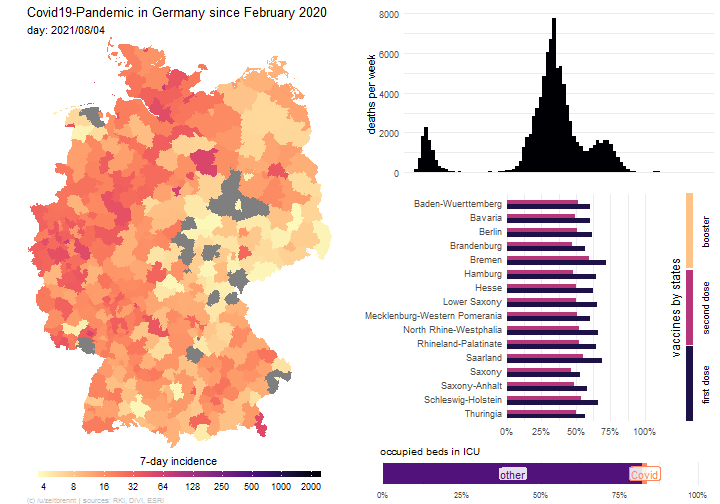 Covid19-Pandemic in Germany since February 2020
day: 2021/08/04
7-day incidence
4 8 16 32 64 100 200 500 1000 2000
(c) /u/zeitbremt | sources: RKI, DIVI, ESRI
deaths per week
8000
6000
4000
2000
0
Baden-Wuerttemberg
Bavaria
Berlin
Brandenburg
Bremen
Hamburg
Hesse
Lower Saxony
Mecklenburg-Western Pomerania
North Rhine-Westphalia
Rhineland-Palatinate
Saarland
Saxony
Saxony-Anhalt
Schleswig-Holstein
Thuringia
0% 25% 50% 75% 100%
vaccines by states
booster
second dose
first dose
occupied beds in ICU
other
Covid
0% 25% 50% 75% 100%